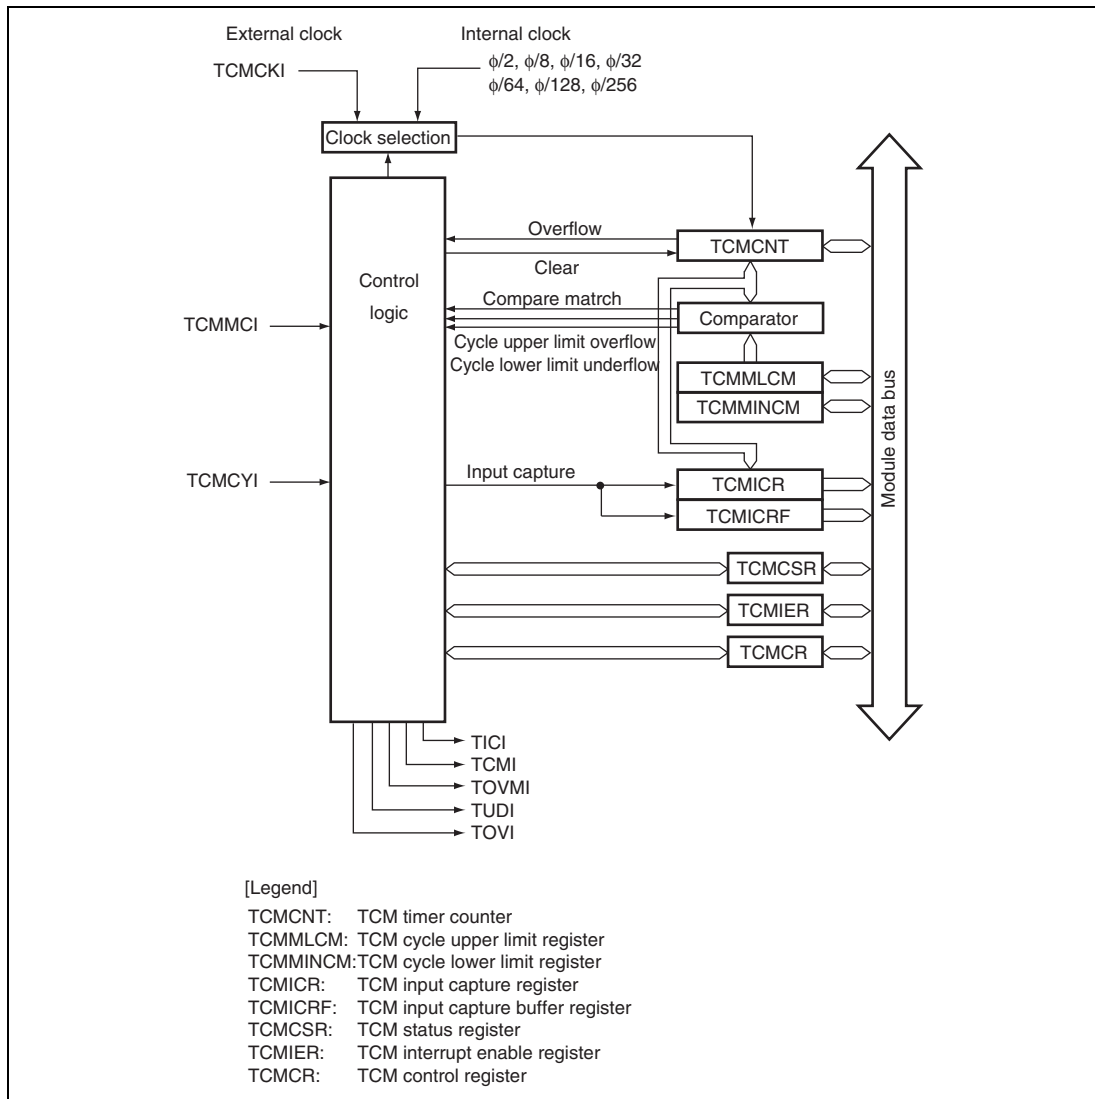 External clock
Internal clock
TCMCKI
ϕ/2, ϕ/8, ϕ/16, ϕ/32
ϕ/64, ϕ/128, ϕ/256
Clock selection
Overflow
TCMCNT
Clear
Control
logic
Compare matrch
Comparator
TCMMCI
Cycle upper limit overflow
Cycle lower limit underflow
TCMMLCM
TCMMINCM
Module data bus
TCMCYI
Input capture
TCMICR
TCMICRF
TCMCSR
TCMIER
TCMCR
TICI
TCMI
TOVMI
TUDI
TOVI
[Legend]
TCMCNT: TCM timer counter
TCMMLCM: TCM cycle upper limit register
TCMMINCM:TCM cycle lower limit register
TCMICR: TCM input capture register
TCMICRF: TCM input capture buffer register
TCMCSR: TCM status register
TCMIER: TCM interrupt enable register
TCMCR: TCM control register